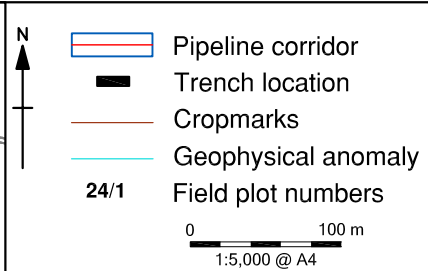 N
Pipeline corridor
Trench location
Cropmarks
Geophysical anomaly
24/1 Field plot numbers
0 100 m
1:5,000 @ A4